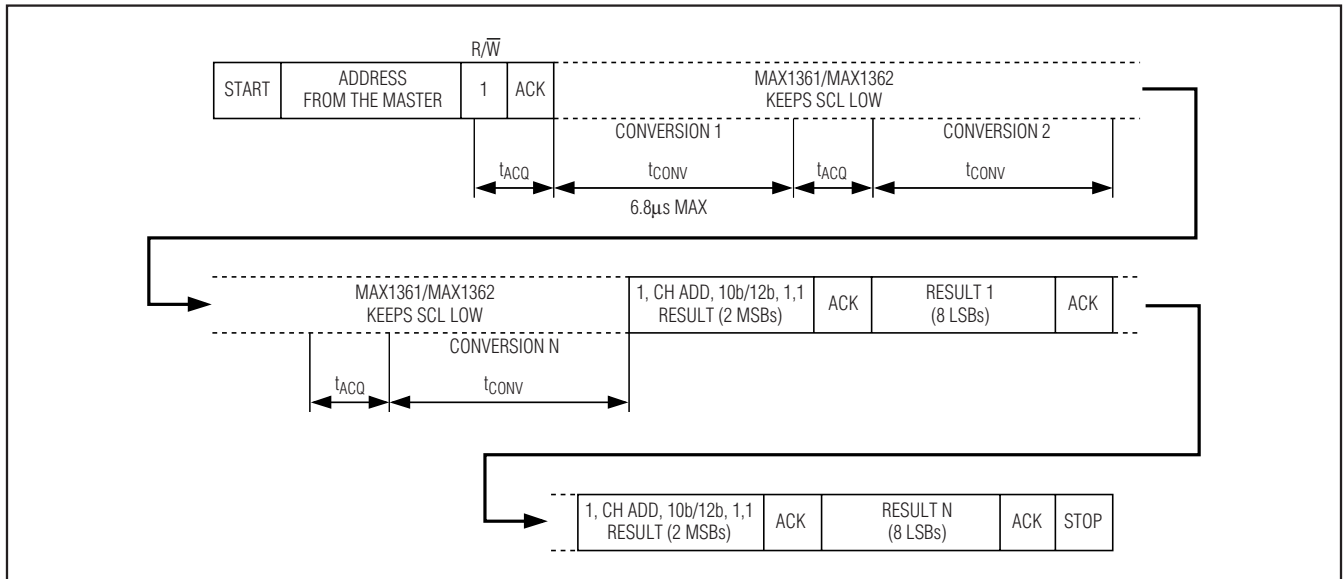 R/W̅
START
ADDRESS
FROM THE MASTER
1
ACK
MAX1361/MAX1362
KEEPS SCL LOW
CONVERSION 1
CONVERSION 2
tACQ
tCONV
tACQ
tCONV
6.8μs MAX
MAX1361/MAX1362
KEEPS SCL LOW
1, CH ADD, 10b/12b, 1,1
RESULT (2 MSBs)
ACK
RESULT 1
(8 LSBs)
ACK
CONVERSION N
tACQ
tCONV
1, CH ADD, 10b/12b, 1,1
RESULT (2 MSBs)
ACK
RESULT N
(8 LSBs)
ACK
STOP